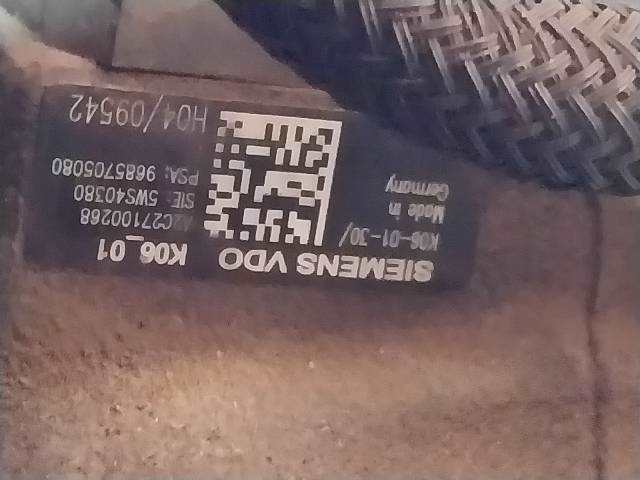 SIEMENS VDO K06_01
K06-01-30/
Made in
Germany
A2C27100268
SIE: 5WS40380
PSA: 9685705080
H04/09542